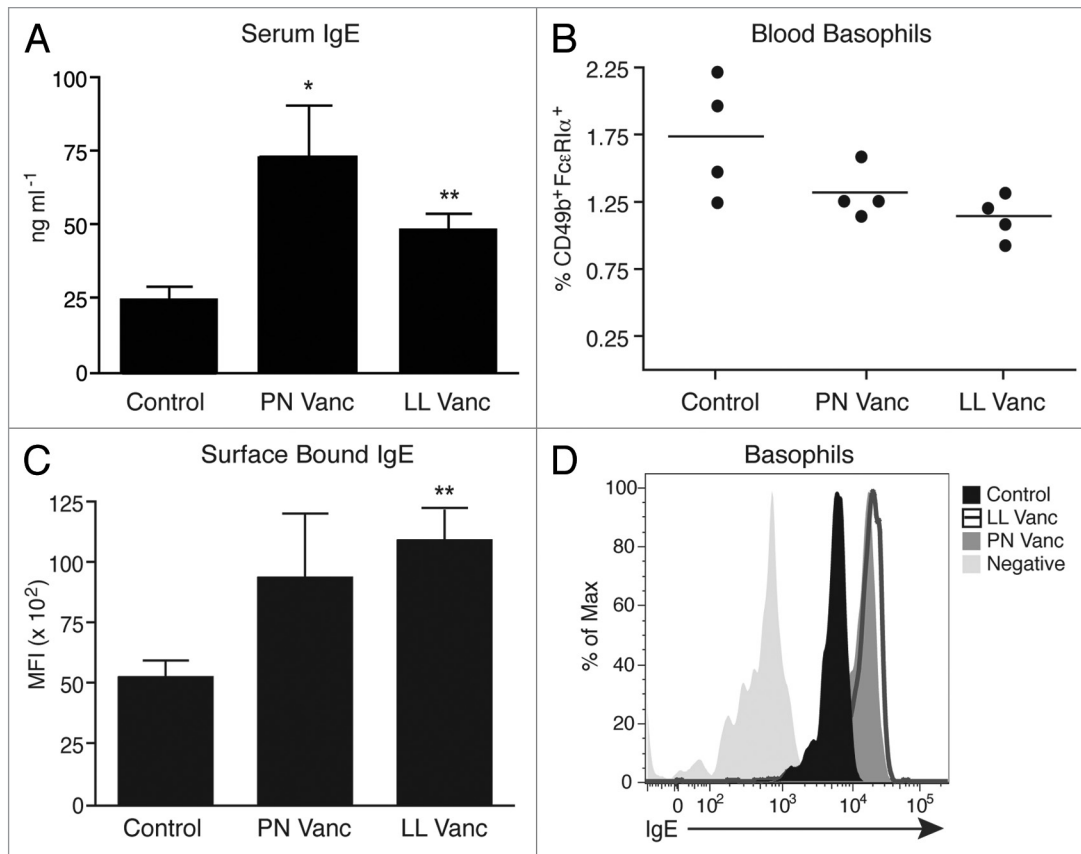 A
Serum IgE
100
75
50
25
0
ng ml⁻¹
*
**
Control PN Vanc LL Vanc
B
Blood Basophils
2.25
1.75
1.25
0.75
0.25
% CD49b⁺FcεRIα⁺
Control PN Vanc LL Vanc
C
Surface Bound IgE
125
100
75
50
25
0
MFI (x 10²)
**
Control PN Vanc LL Vanc
D
Basophils
100
80
60
40
20
0
% of Max
0 10² 10³ 10⁴ 10⁵
IgE
Control
LL Vanc
PN Vanc
Negative